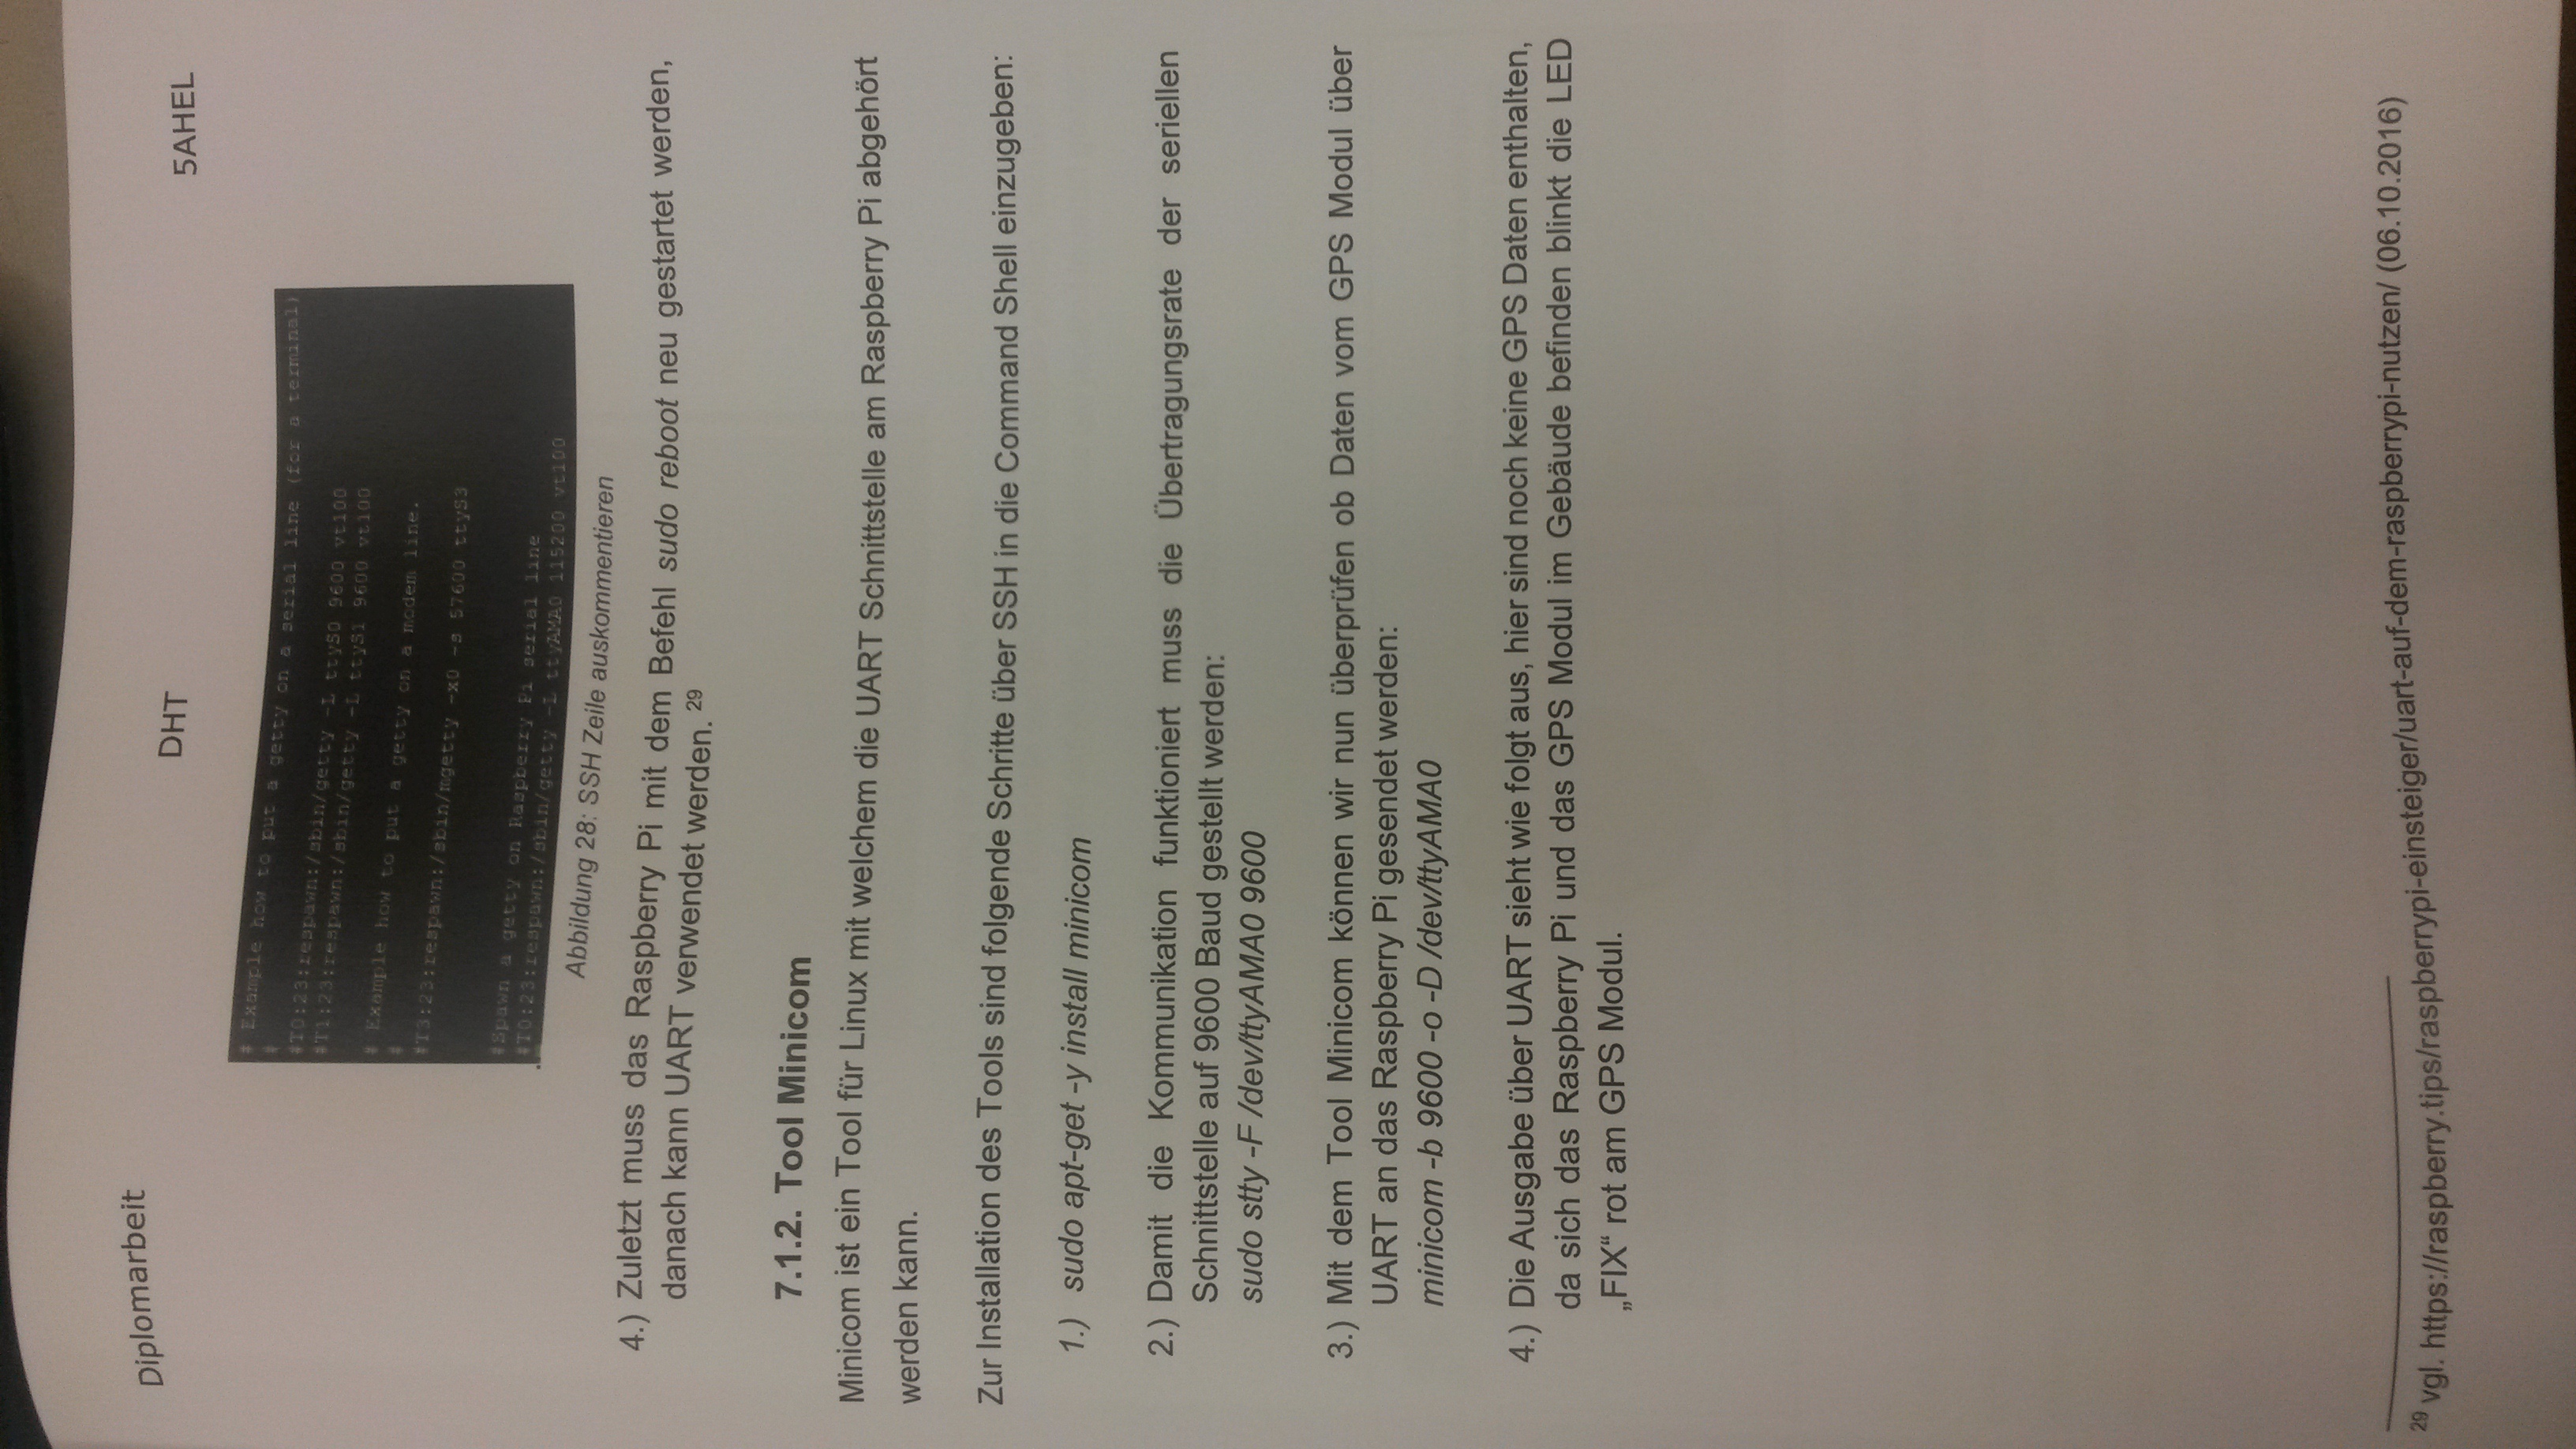 Diplomarbeit DHT 5AHEL
# Example how to put a getty on a serial line (for a terminal)
#
#T0:23:respawn:/sbin/getty -L ttyS0 9600 vt100
#T1:23:respawn:/sbin/getty -L ttyS1 9600 vt100
# Example how to put a getty on a modem line.
#
#T3:23:respawn:/sbin/mgetty -x0 -s 57600 ttyS3
#Spawn a getty on Raspberry Pi serial line
#T0:23:respawn:/sbin/getty -L ttyAMA0 115200 vt100
Abbildung 28: SSH Zeile auskommentieren
4.) Zuletzt muss das Raspberry Pi mit dem Befehl sudo reboot neu gestartet werden,
danach kann UART verwendet werden. 29
7.1.2. Tool Minicom
Minicom ist ein Tool für Linux mit welchem die UART Schnittstelle am Raspberry Pi abgehört
werden kann.
Zur Installation des Tools sind folgende Schritte über SSH in die Command Shell einzugeben:
1.) sudo apt-get -y install minicom
2.) Damit die Kommunikation funktioniert muss die Übertragungsrate der seriellen
Schnittstelle auf 9600 Baud gestellt werden:
sudo stty -F /dev/ttyAMA0 9600
3.) Mit dem Tool Minicom können wir nun überprüfen ob Daten vom GPS Modul über
UART an das Raspberry Pi gesendet werden:
minicom -b 9600 -o -D /dev/ttyAMA0
4.) Die Ausgabe über UART sieht wie folgt aus, hier sind noch keine GPS Daten enthalten,
da sich das Raspberry Pi und das GPS Modul im Gebäude befinden blinkt die LED
„FIX“ rot am GPS Modul.
29 vgl. https://raspberry.tips/raspberrypi-einsteiger/uart-auf-dem-raspberrypi-nutzen/ (06.10.2016)